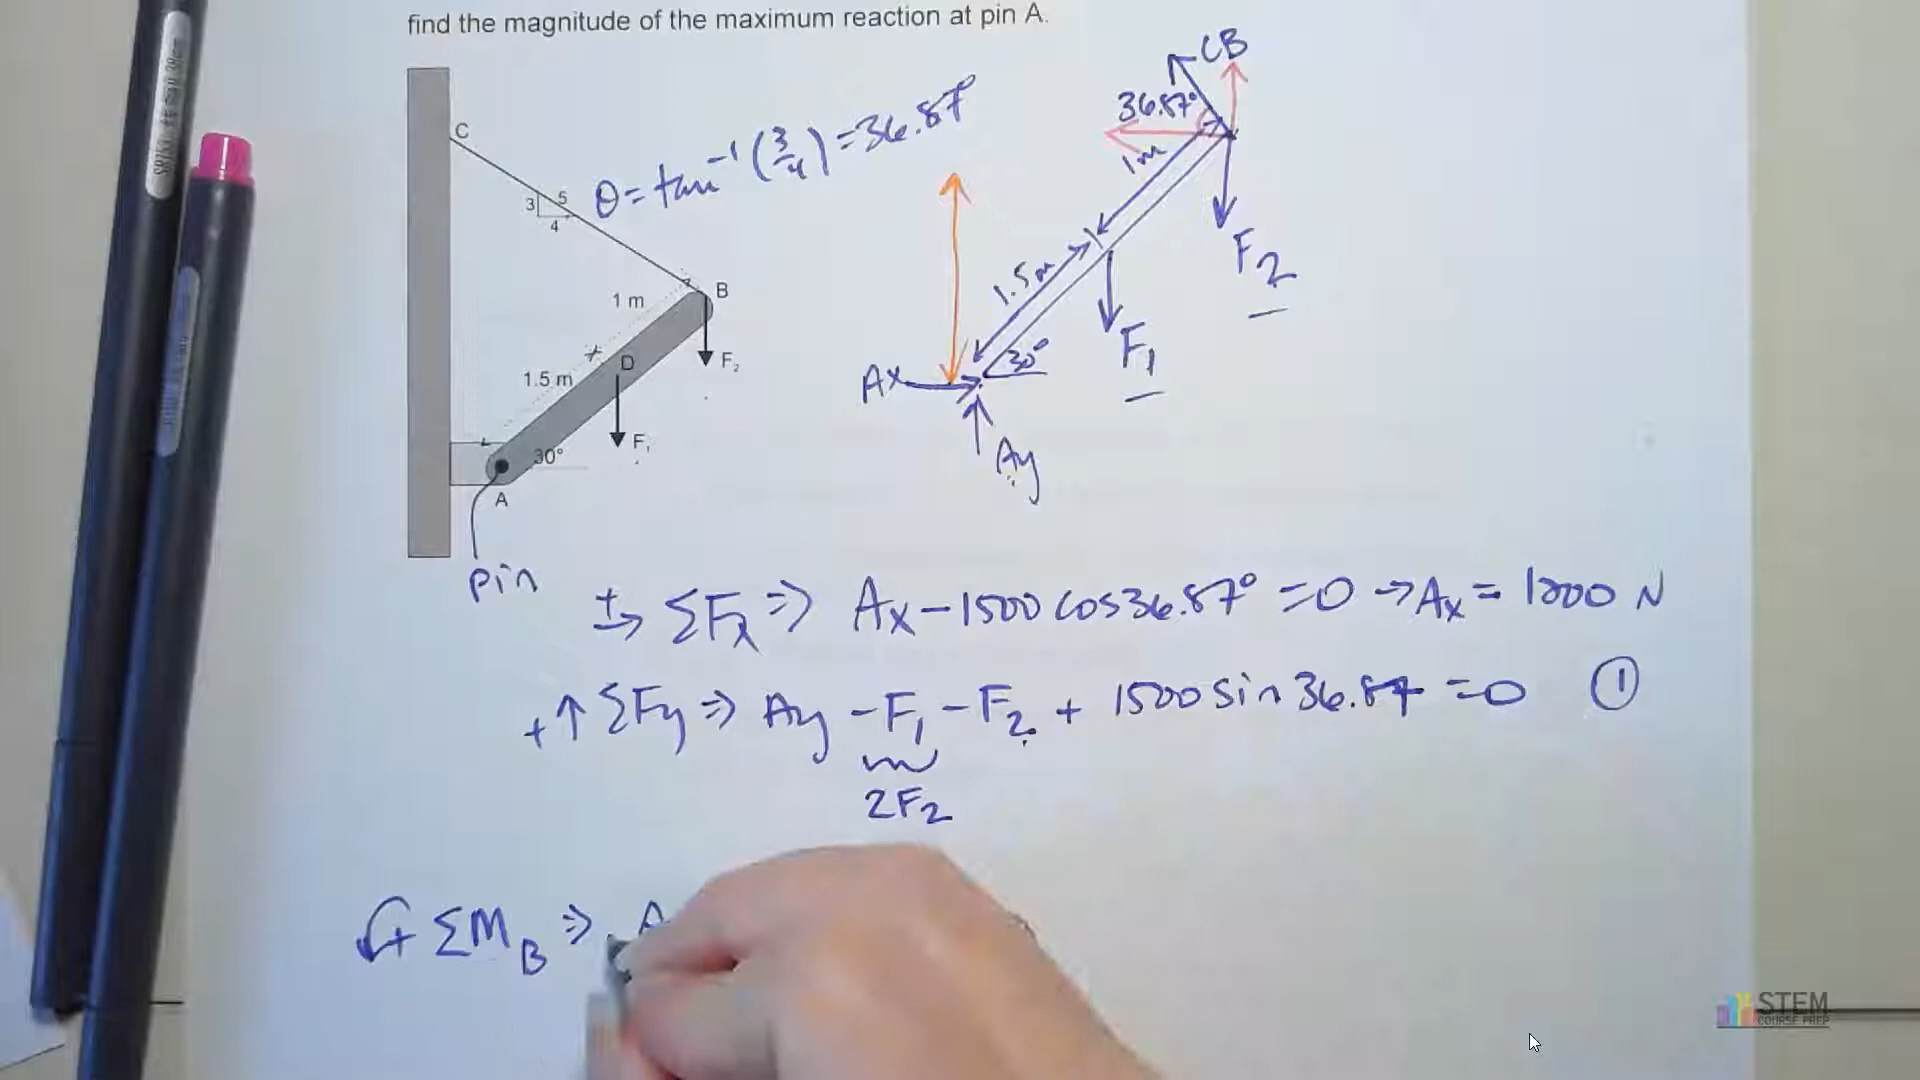 find the magnitude of the maximum reaction at pin A.
C
3
5
4
θ = tan⁻¹(3/4) = 36.87°
B
1 m
F₂
D
1.5 m
F₁
30°
A
pin
CB
36.87°
1m
1.5m
F₂
F₁
30°
Ax
Ay
+→ ΣFx ⇒ Ax - 1500 cos 36.87° = 0 → Ax = 1200 N
+↑ ΣFy ⇒ Ay - F₁ - F₂ + 1500 sin 36.87 = 0 ①
2F₂
+ ΣM_B ⇒ A
STEM
COURSE PREP